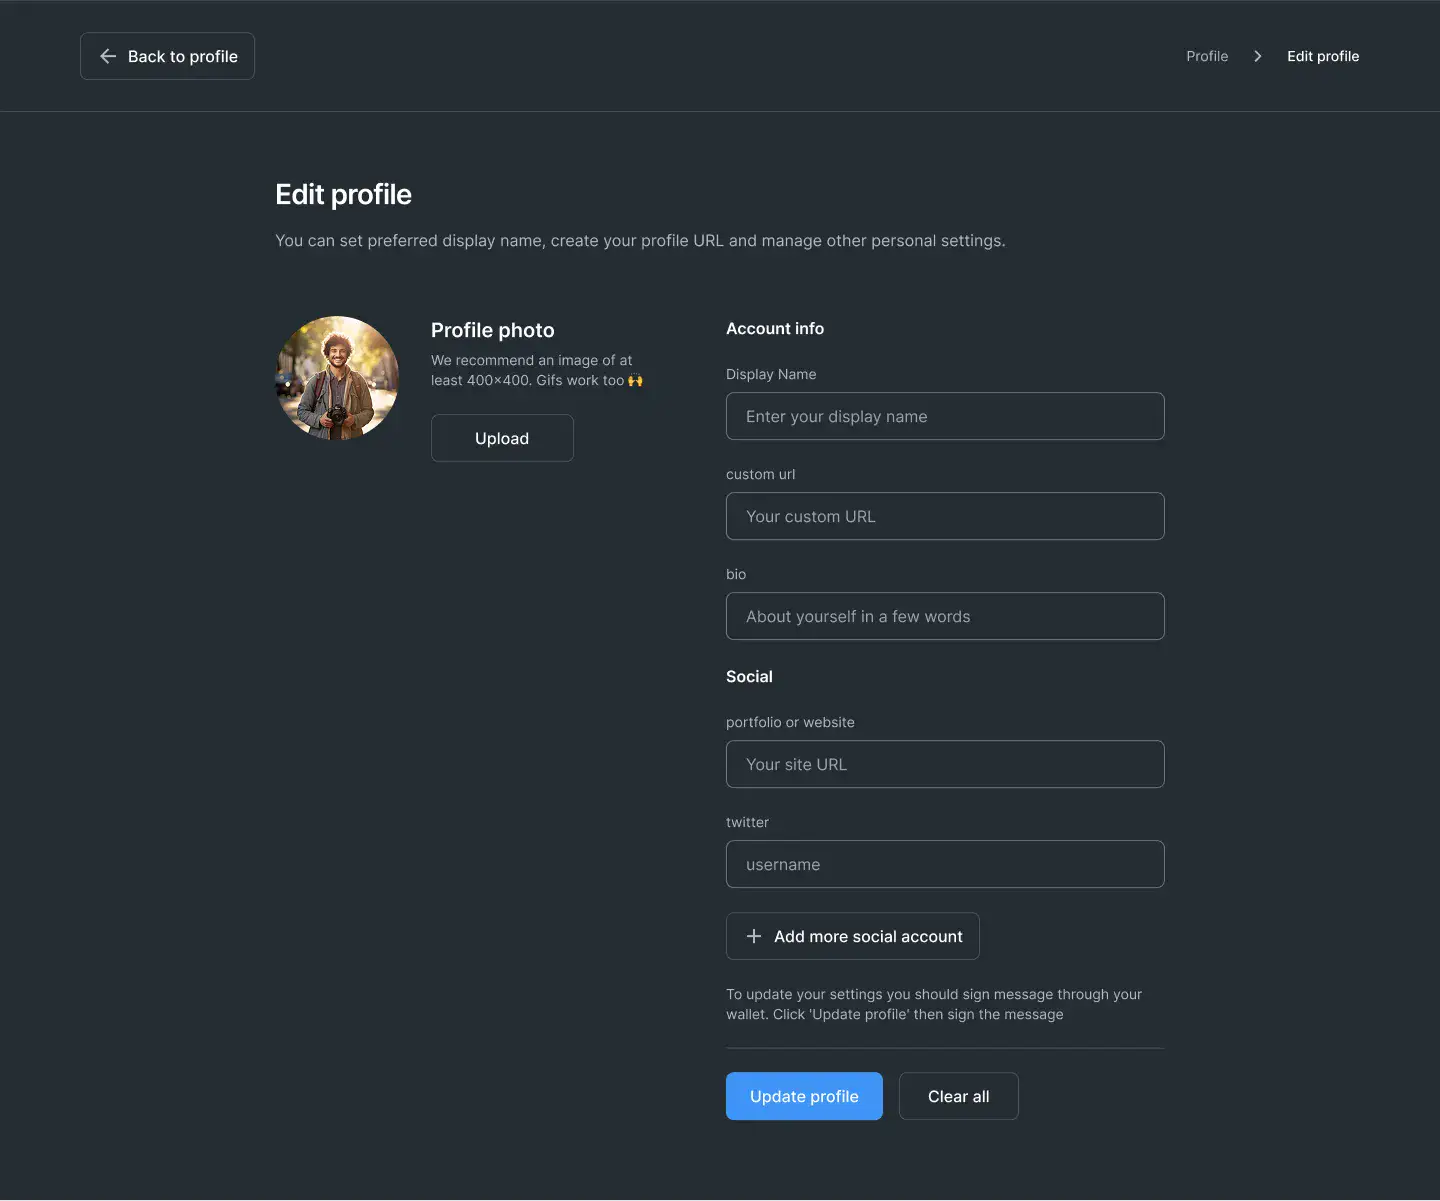 Back to profile
Profile
Edit profile
Edit profile
You can set preferred display name, create your profile URL and manage other personal settings.
Profile photo
We recommend an image of at
least 400×400. Gifs work too 🙌
Upload
Account info
Display Name
Enter your display name
custom url
Your custom URL
bio
About yourself in a few words
Social
portfolio or website
Your site URL
twitter
username
Add more social account
To update your settings you should sign message through your
wallet. Click 'Update profile' then sign the message
Update profile
Clear all